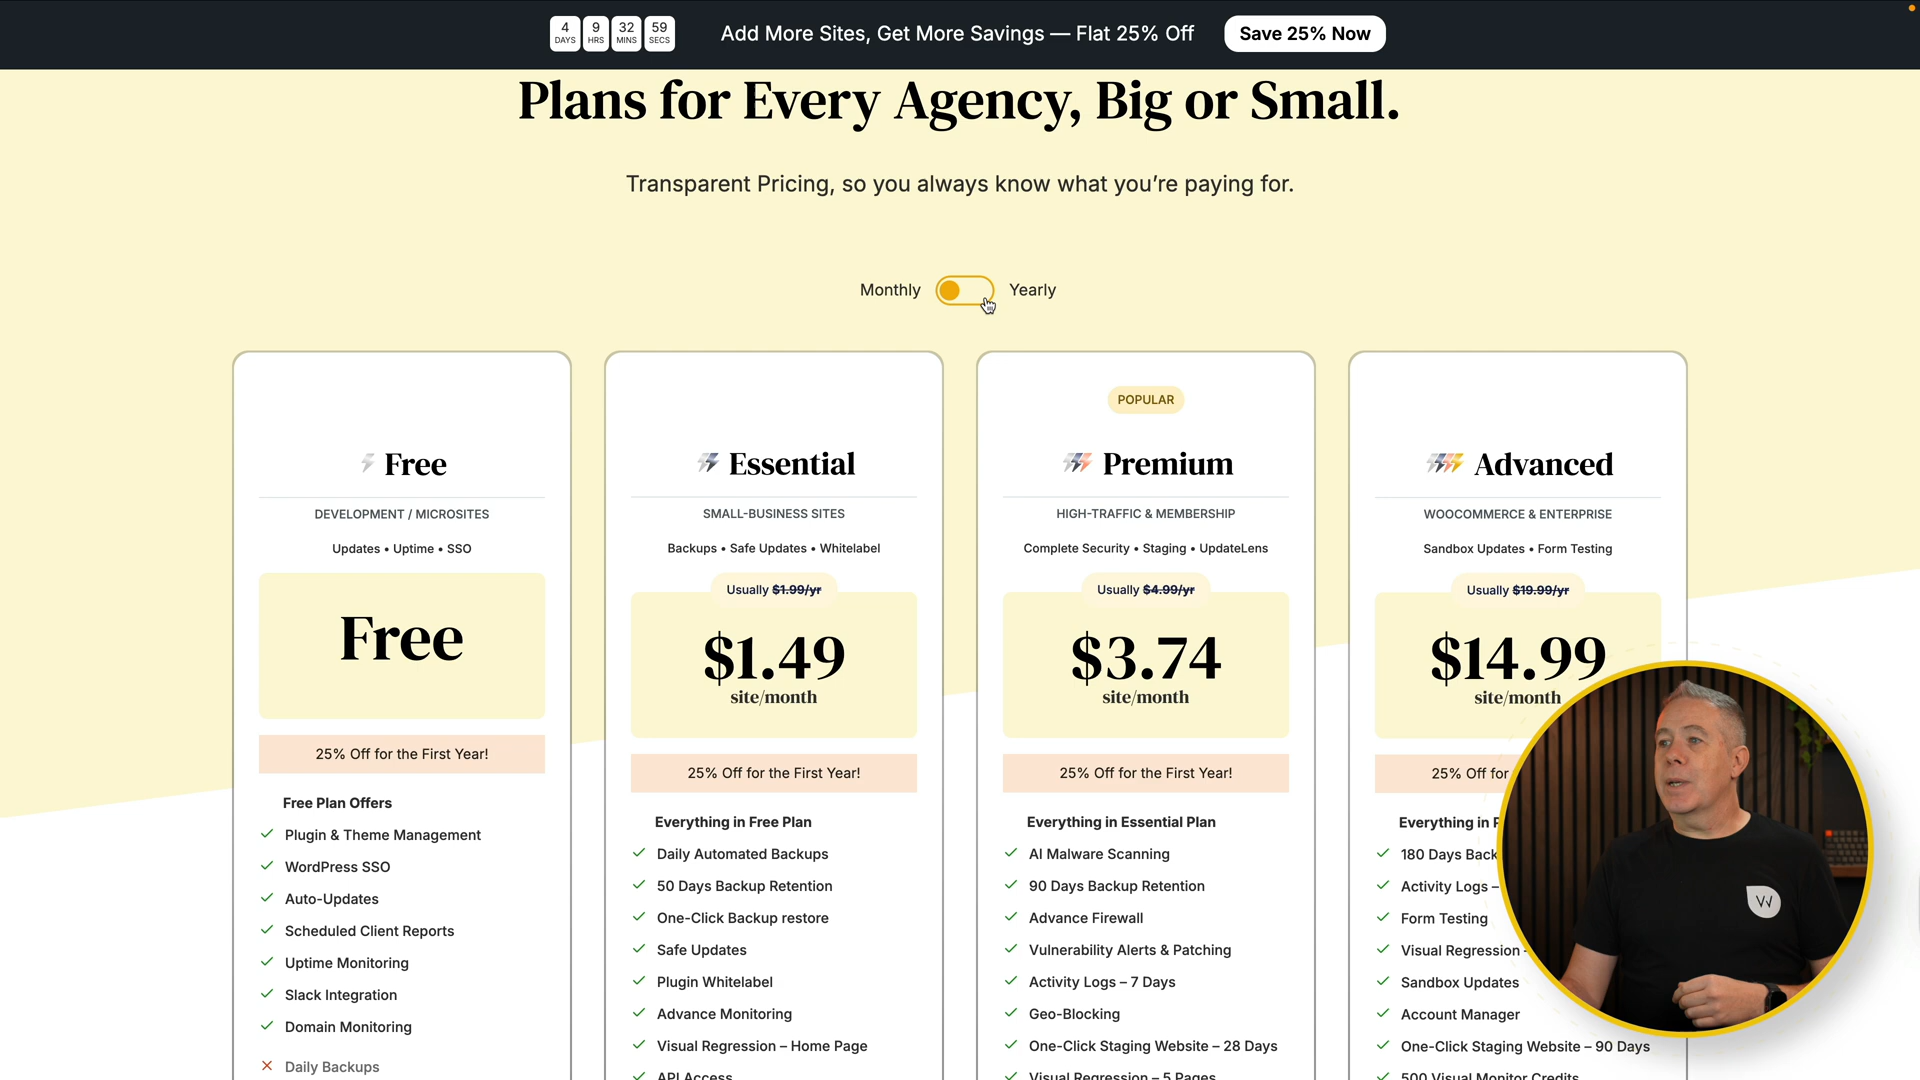 4 DAYS 9 HRS 32 MINS 59 SECS
Add More Sites, Get More Savings — Flat 25% Off
Save 25% Now
Plans for Every Agency, Big or Small.
Transparent Pricing, so you always know what you're paying for.
Monthly Yearly
Free
DEVELOPMENT / MICROSITES
Updates • Uptime • SSO
Free
25% Off for the First Year!
Free Plan Offers
Plugin & Theme Management
WordPress SSO
Auto-Updates
Scheduled Client Reports
Uptime Monitoring
Slack Integration
Domain Monitoring
Daily Backups
Essential
SMALL-BUSINESS SITES
Backups • Safe Updates • Whitelabel
Usually $1.99/yr
$1.49
site/month
25% Off for the First Year!
Everything in Free Plan
Daily Automated Backups
50 Days Backup Retention
One-Click Backup restore
Safe Updates
Plugin Whitelabel
Advance Monitoring
Visual Regression – Home Page
API Access
POPULAR
Premium
HIGH-TRAFFIC & MEMBERSHIP
Complete Security • Staging • UpdateLens
Usually $4.99/yr
$3.74
site/month
25% Off for the First Year!
Everything in Essential Plan
AI Malware Scanning
90 Days Backup Retention
Advance Firewall
Vulnerability Alerts & Patching
Activity Logs – 7 Days
Geo-Blocking
One-Click Staging Website – 28 Days
Visual Regression – 5 Pages
Advanced
WOOCOMMERCE & ENTERPRISE
Sandbox Updates • Form Testing
Usually $19.99/yr
$14.99
site/month
25% Off for
Everything in
180 Days Back
Activity Logs –
Form Testing
Visual Regression
Sandbox Updates
Account Manager
One-Click Staging Website – 90 Days
500 Visual Monitor Credits
W